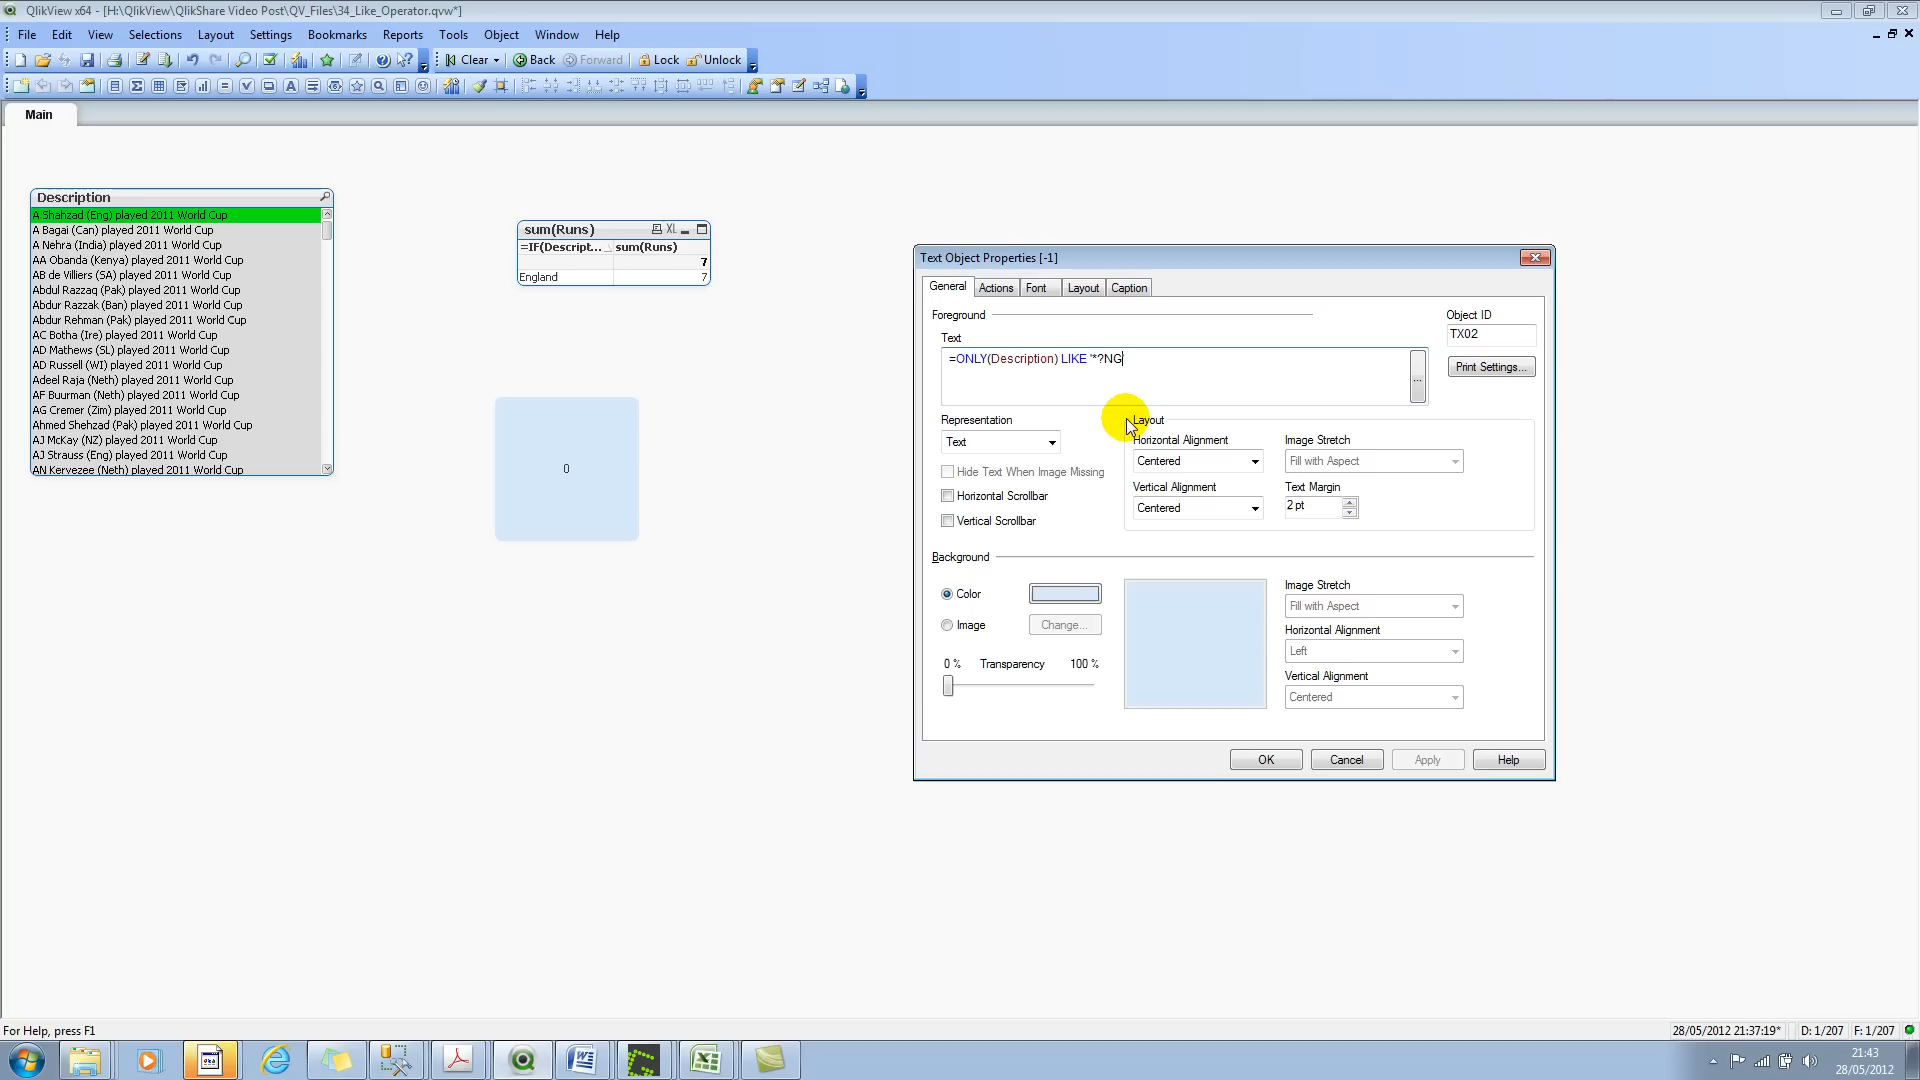 QlikView x64 - [H:\QlikView\QlikShare Video Post\QV_Files\34_Like_Operator.qvw*]
File Edit View Selections Layout Settings Bookmarks Reports Tools Object Window Help
Clear Back Forward Lock Unlock
Main
Description
A Shahzad (Eng) played 2011 World Cup
A Bagai (Can) played 2011 World Cup
A Nehra (India) played 2011 World Cup
AA Obanda (Kenya) played 2011 World Cup
AB de Villiers (SA) played 2011 World Cup
Abdul Razzaq (Pak) played 2011 World Cup
Abdur Razzak (Ban) played 2011 World Cup
Abdur Rehman (Pak) played 2011 World Cup
AC Botha (Ire) played 2011 World Cup
AD Mathews (SL) played 2011 World Cup
AD Russell (WI) played 2011 World Cup
Adeel Raja (Neth) played 2011 World Cup
AF Buurman (Neth) played 2011 World Cup
AG Cremer (Zim) played 2011 World Cup
Ahmed Shehzad (Pak) played 2011 World Cup
AJ McKay (NZ) played 2011 World Cup
AJ Strauss (Eng) played 2011 World Cup
AN Kervezee (Neth) played 2011 World Cup
sum(Runs) XL
=IF(Descript... sum(Runs)
7
England 7
0
Text Object Properties [-1]
General Actions Font Layout Caption
Foreground
Object ID
Text
TX02
=ONLY(Description) LIKE '*?NG
...
Print Settings...
Representation
Layout
Text
Horizontal Alignment
Image Stretch
Centered
Fill with Aspect
Hide Text When Image Missing
Horizontal Scrollbar
Vertical Alignment
Text Margin
Centered
2 pt
Vertical Scrollbar
Background
Color
Image Stretch
Fill with Aspect
Image
Change...
Horizontal Alignment
Left
0 % Transparency 100 %
Vertical Alignment
Centered
OK Cancel Apply Help
For Help, press F1
28/05/2012 21:37:19* D: 1/207 F: 1/207
21:43
28/05/2012